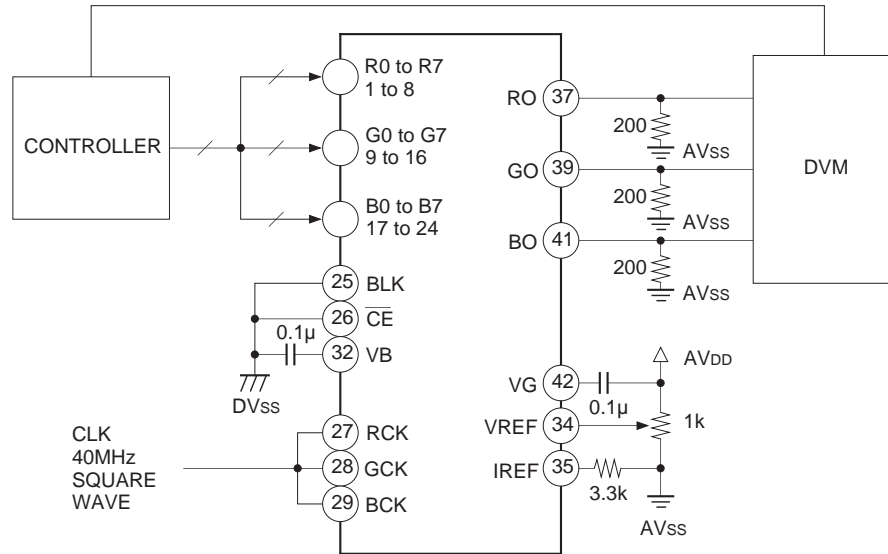 CONTROLLER
R0 to R7
1 to 8
G0 to G7
9 to 16
B0 to B7
17 to 24
25 BLK
26 CE
0.1µ
32 VB
DVSS
CLK
40MHz
SQUARE
WAVE
27 RCK
28 GCK
29 BCK
RO 37
200
AVSS
GO 39
200
AVSS
BO 41
200
AVSS
DVM
AVDD
VG 42
0.1µ
VREF 34
1k
IREF 35
3.3k
AVSS